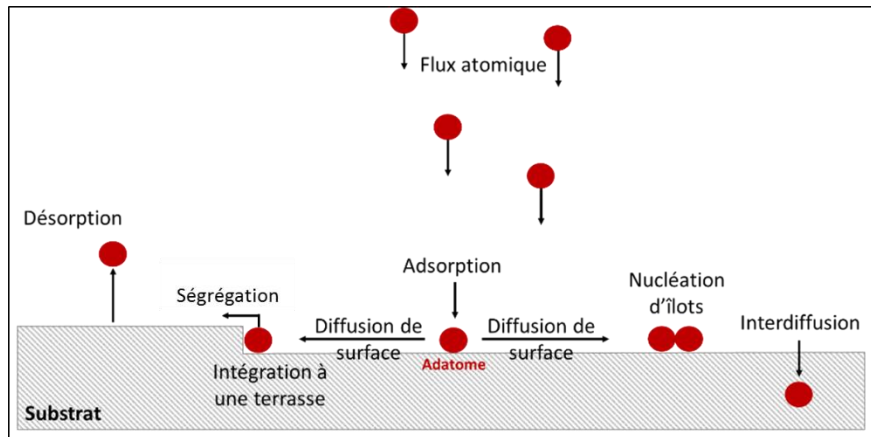 Flux atomique
Désorption
Adsorption
Nucléation
d'îlots
Ségrégation
Interdiffusion
Diffusion de
surface
Diffusion de
surface
Adatome
Intégration à
une terrasse
Substrat